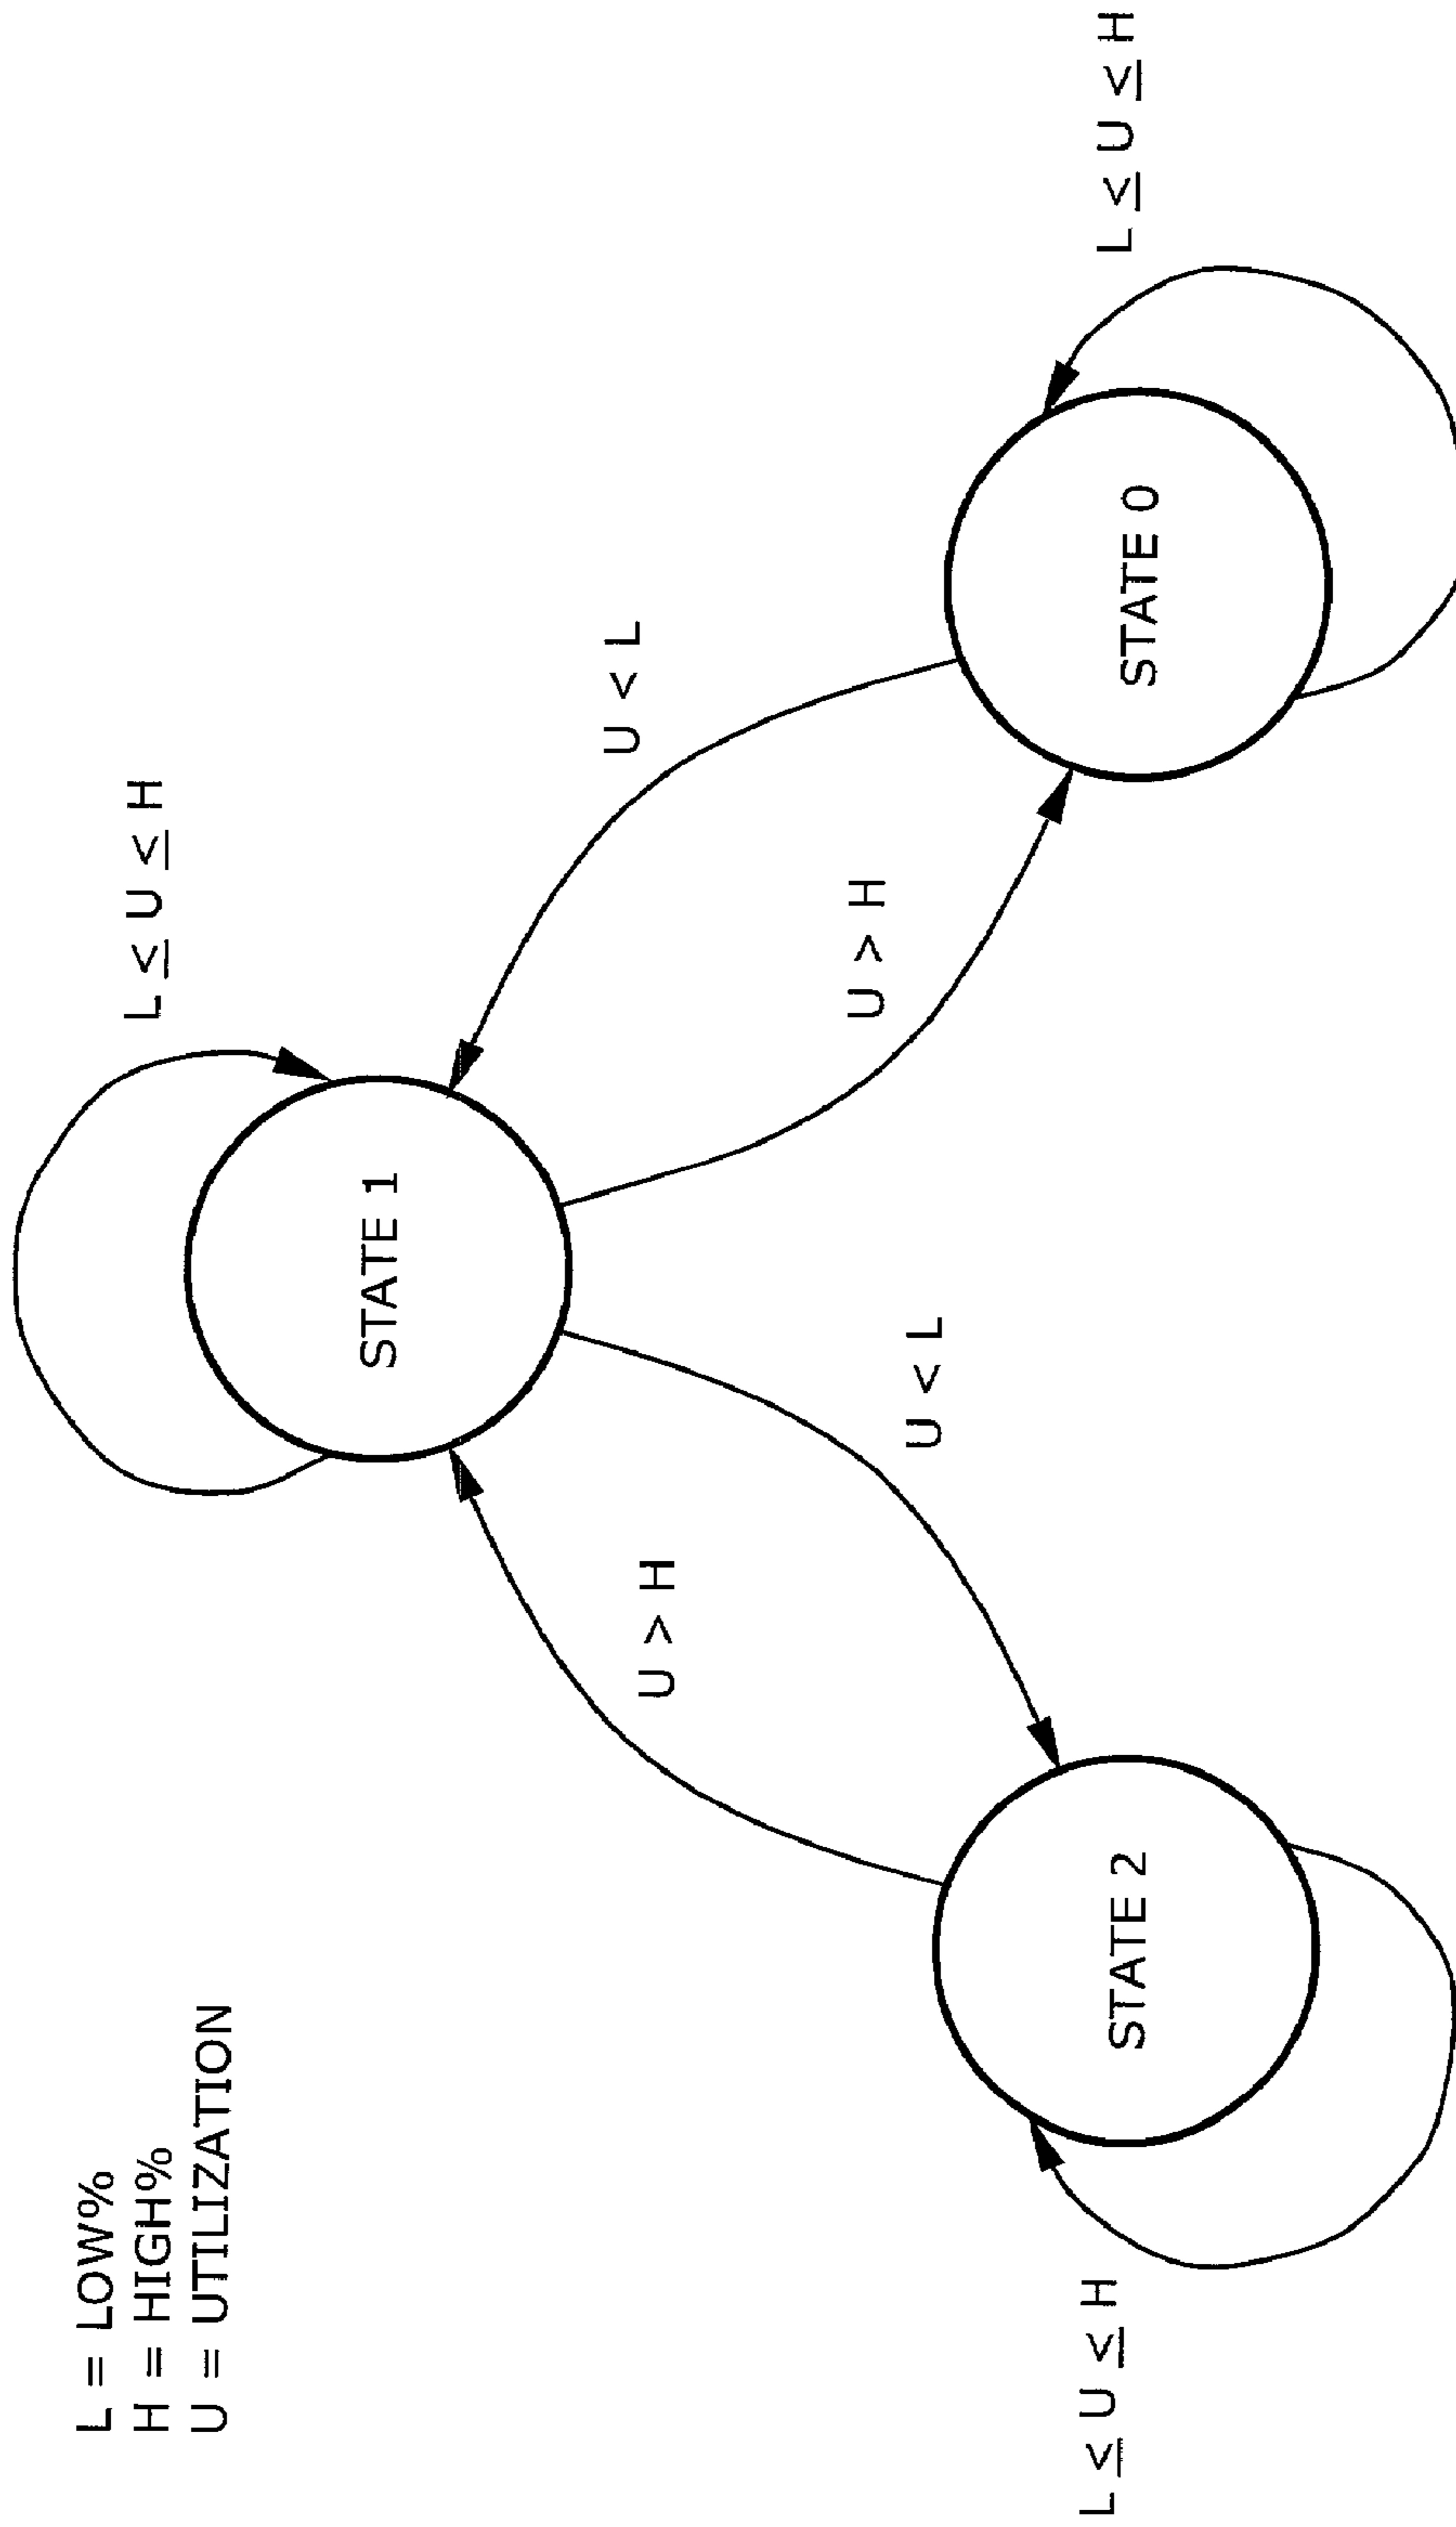 L = LOW%
H = HIGH%
U = UTILIZATION
L ≤ U ≤ H
STATE 1
U > H
U < L
U < L
U > H
STATE 2
STATE 0
L ≤ U ≤ H
L ≤ U ≤ H